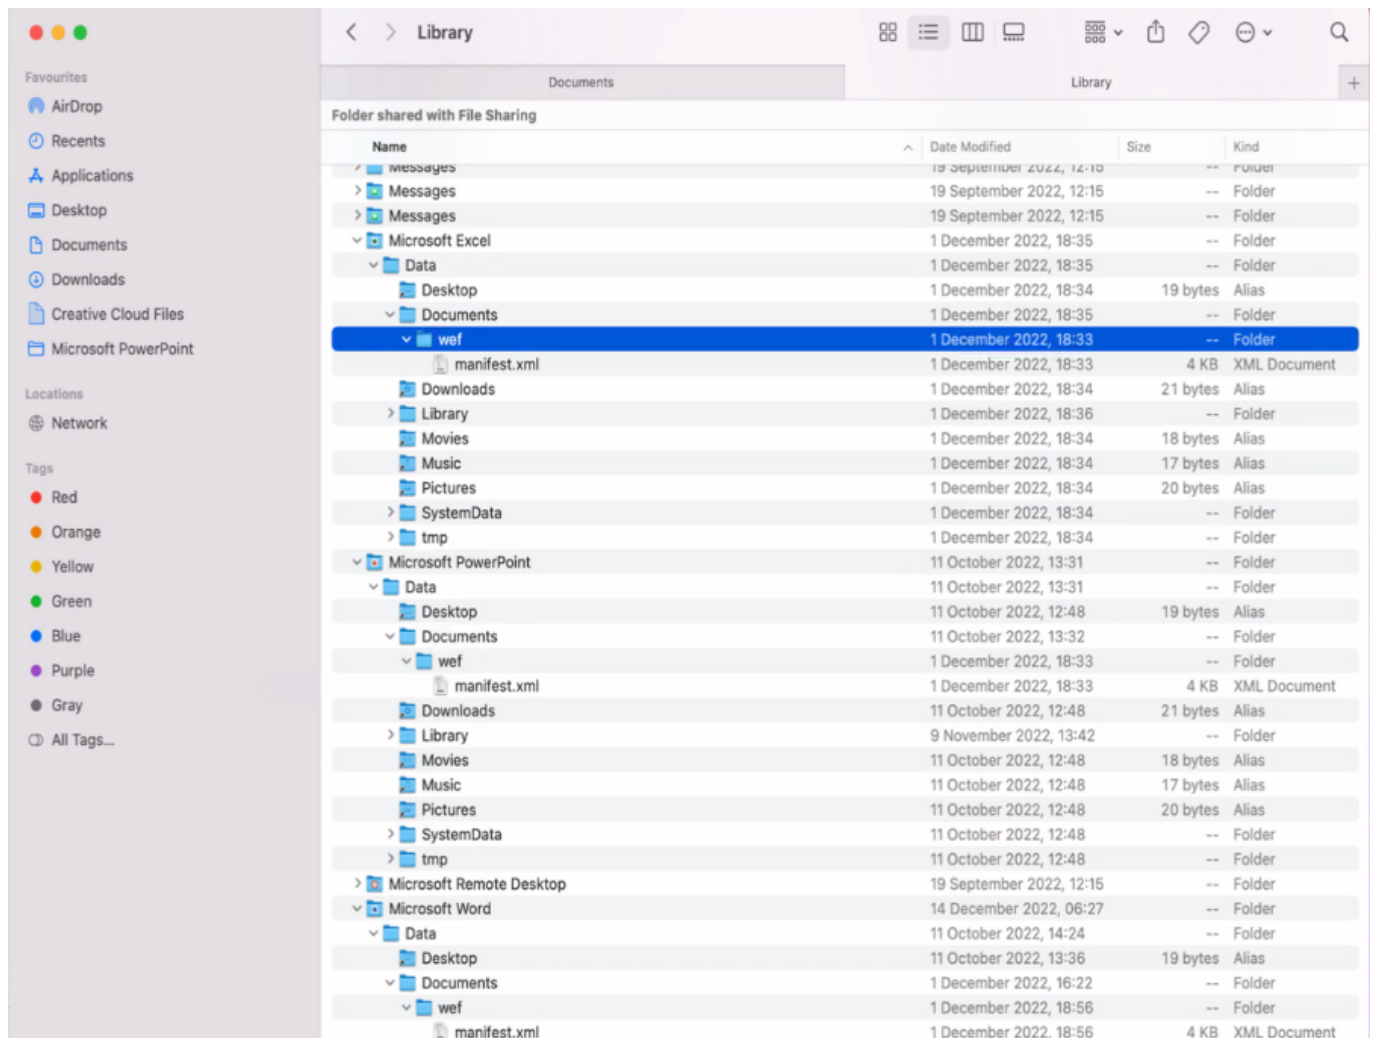 Library
Favourites
AirDrop
Recents
Applications
Desktop
Documents
Downloads
Creative Cloud Files
Microsoft PowerPoint
Locations
Network
Tags
Red
Orange
Yellow
Green
Blue
Purple
Gray
All Tags...
Documents Library +
Folder shared with File Sharing
Name Date Modified Size Kind
Messages 19 September 2022, 12:15 -- Folder
Messages 19 September 2022, 12:15 -- Folder
Messages 19 September 2022, 12:15 -- Folder
Microsoft Excel 1 December 2022, 18:35 -- Folder
Data 1 December 2022, 18:35 -- Folder
Desktop 1 December 2022, 18:34 19 bytes Alias
Documents 1 December 2022, 18:35 -- Folder
wef 1 December 2022, 18:33 -- Folder
manifest.xml 1 December 2022, 18:33 4 KB XML Document
Downloads 1 December 2022, 18:34 21 bytes Alias
Library 1 December 2022, 18:36 -- Folder
Movies 1 December 2022, 18:34 18 bytes Alias
Music 1 December 2022, 18:34 17 bytes Alias
Pictures 1 December 2022, 18:34 20 bytes Alias
SystemData 1 December 2022, 18:34 -- Folder
tmp 1 December 2022, 18:34 -- Folder
Microsoft PowerPoint 11 October 2022, 13:31 -- Folder
Data 11 October 2022, 13:31 -- Folder
Desktop 11 October 2022, 12:48 19 bytes Alias
Documents 11 October 2022, 13:32 -- Folder
wef 1 December 2022, 18:33 -- Folder
manifest.xml 1 December 2022, 18:33 4 KB XML Document
Downloads 11 October 2022, 12:48 21 bytes Alias
Library 9 November 2022, 13:42 -- Folder
Movies 11 October 2022, 12:48 18 bytes Alias
Music 11 October 2022, 12:48 17 bytes Alias
Pictures 11 October 2022, 12:48 20 bytes Alias
SystemData 11 October 2022, 12:48 -- Folder
tmp 11 October 2022, 12:48 -- Folder
Microsoft Remote Desktop 19 September 2022, 12:15 -- Folder
Microsoft Word 14 December 2022, 06:27 -- Folder
Data 11 October 2022, 14:24 -- Folder
Desktop 11 October 2022, 13:36 19 bytes Alias
Documents 1 December 2022, 16:22 -- Folder
wef 1 December 2022, 18:56 -- Folder
manifest.xml 1 December 2022, 18:56 4 KB XML Document